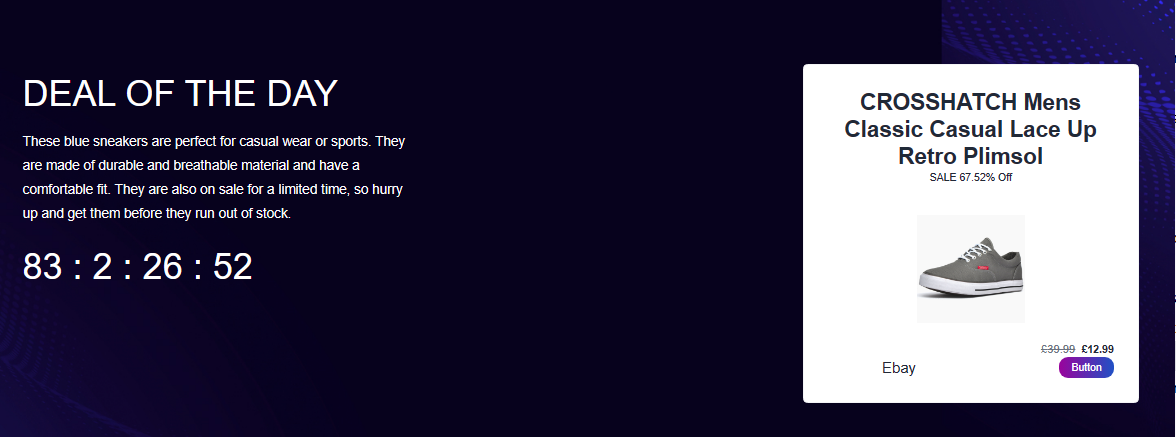 DEAL OF THE DAY
These blue sneakers are perfect for casual wear or sports. They
are made of durable and breathable material and have a
comfortable fit. They are also on sale for a limited time, so hurry
up and get them before they run out of stock.
83 : 2 : 26 : 52
CROSSHATCH Mens
Classic Casual Lace Up
Retro Plimsol
SALE 67.52% Off
£39.99 £12.99
Ebay
Button